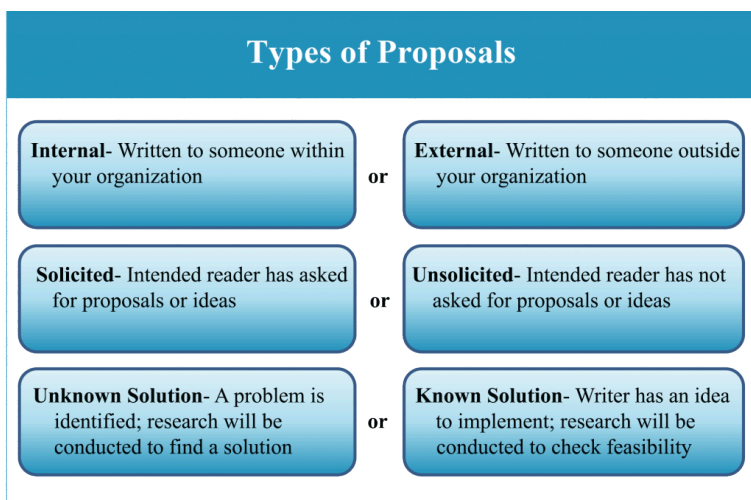 Types of Proposals
Internal- Written to someone within
your organization
or
External- Written to someone outside
your organization
Solicited- Intended reader has asked
for proposals or ideas
or
Unsolicited- Intended reader has not
asked for proposals or ideas
Unknown Solution- A problem is
identified; research will be
conducted to find a solution
or
Known Solution- Writer has an idea
to implement; research will be
conducted to check feasibility